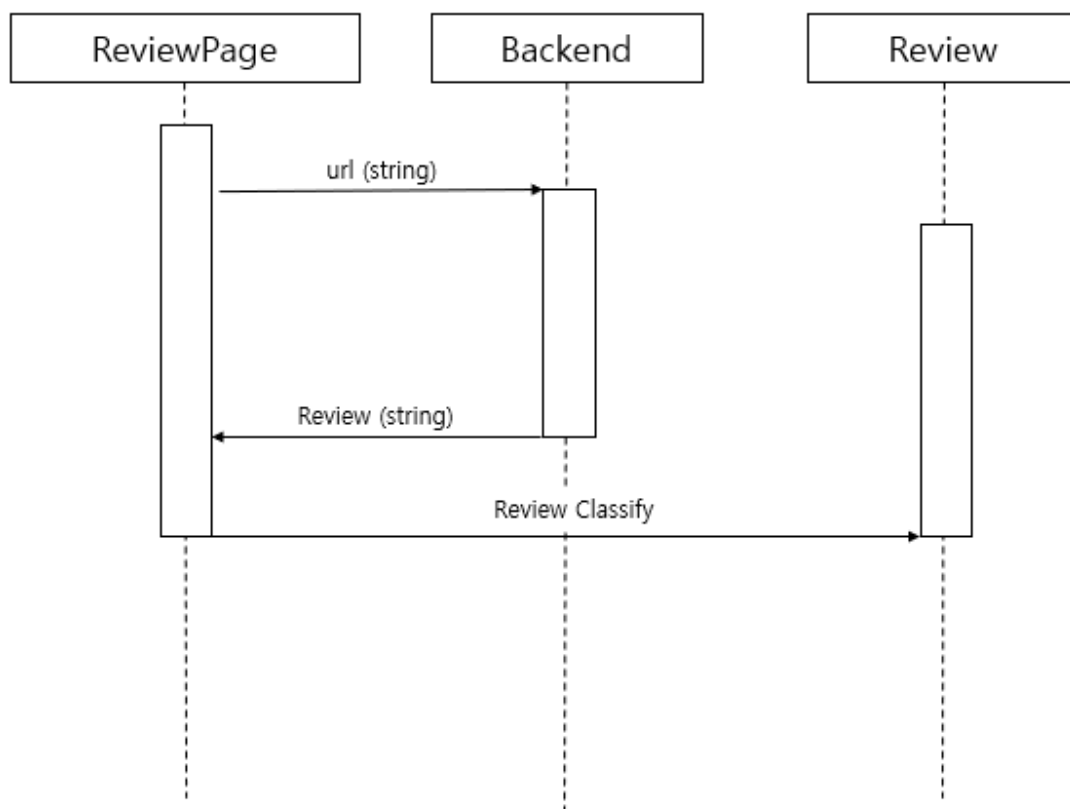 ReviewPage
Backend
Review
url (string)
Review (string)
Review Classify